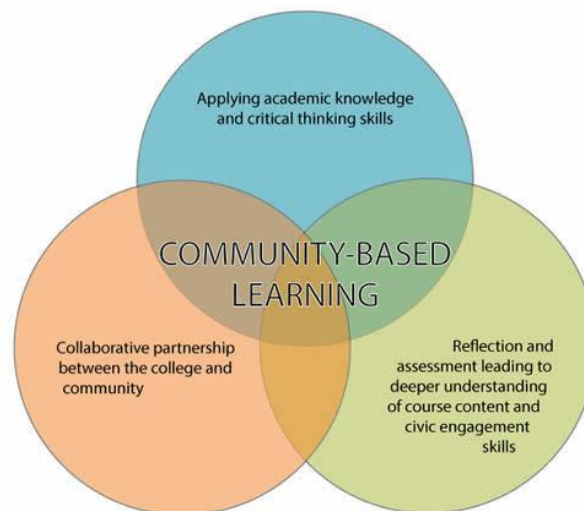 Applying academic knowledge
and critical thinking skills
COMMUNITY-BASED
LEARNING
Collaborative partnership
between the college and
community
Reflection and
assessment leading to
deeper understanding
of course content and
civic engagement
skills